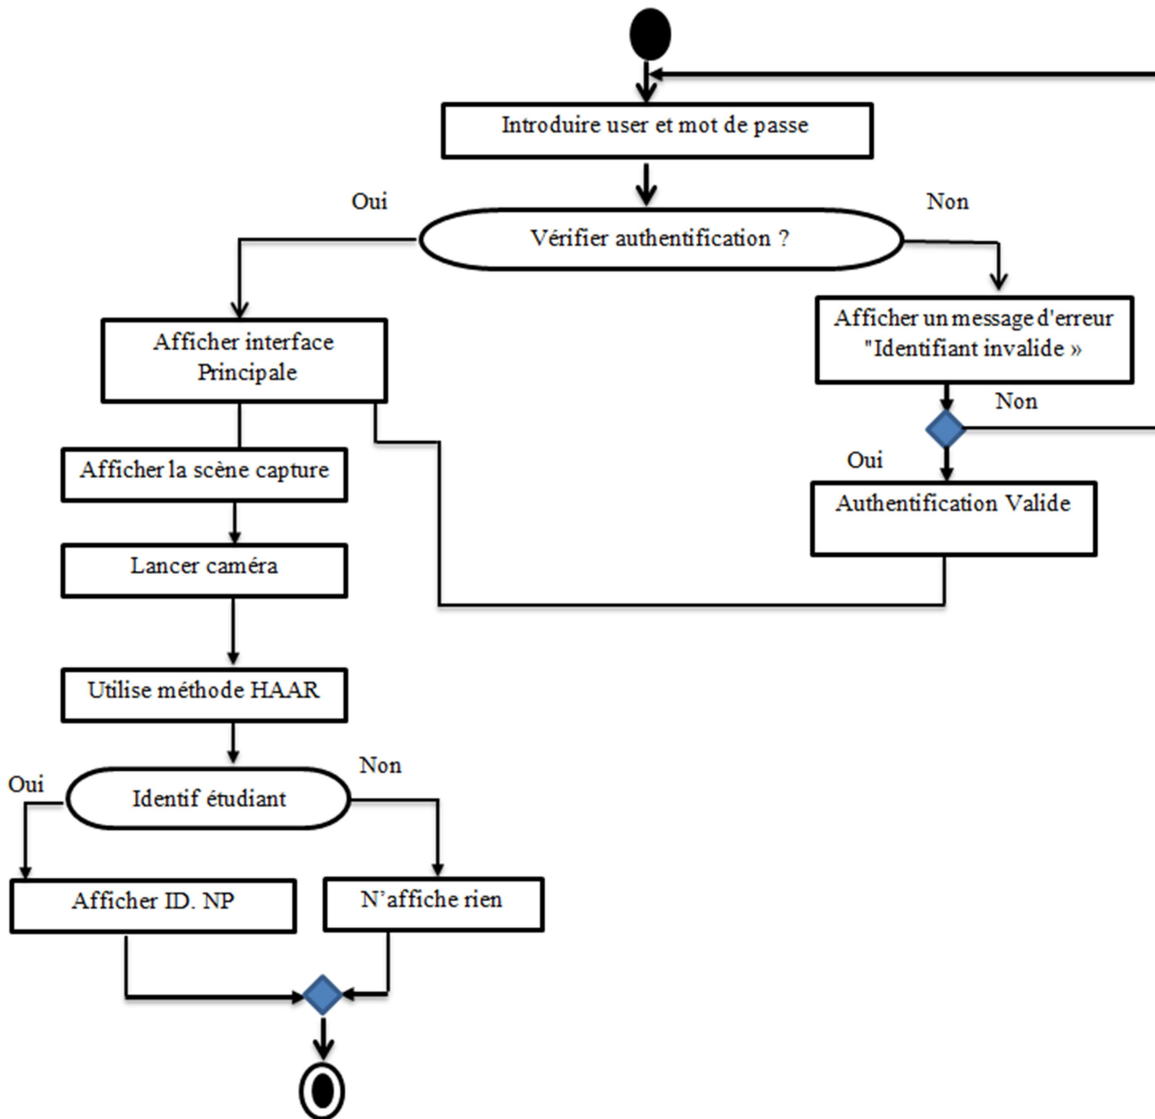 Introduire user et mot de passe
Oui
Non
Vérifier authentification ?
Afficher interface
Principale
Afficher un message d'erreur
"Identifiant invalide »
Non
Oui
Afficher la scène capture
Authentification Valide
Lancer caméra
Utilise méthode HAAR
Oui
Non
Identif étudiant
Afficher ID. NP
N'affiche rien